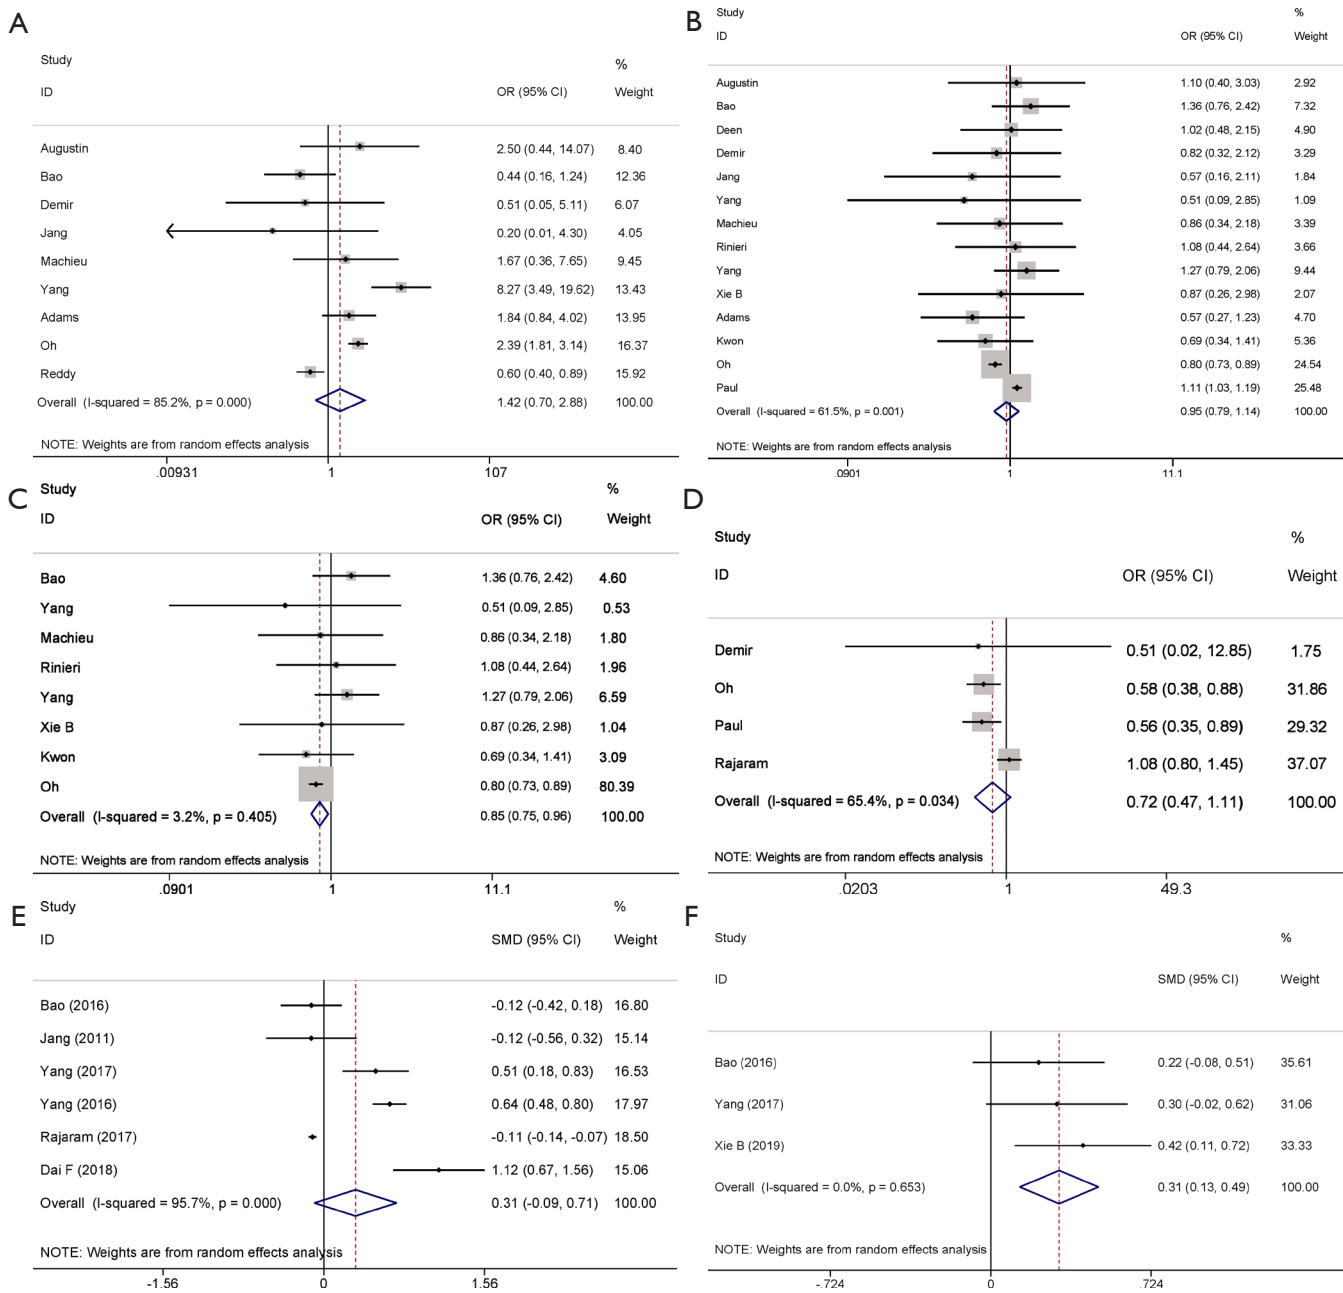 A
Study %
ID OR (95% CI) Weight
Augustin 2.50 (0.44, 14.07) 8.40
Bao 0.44 (0.16, 1.24) 12.36
Demir 0.51 (0.05, 5.11) 6.07
Jang 0.20 (0.01, 4.30) 4.05
Machieu 1.67 (0.36, 7.65) 9.45
Yang 8.27 (3.49, 19.62) 13.43
Adams 1.84 (0.84, 4.02) 13.95
Oh 2.39 (1.81, 3.14) 16.37
Reddy 0.60 (0.40, 0.89) 15.92
Overall (I-squared = 85.2%, p = 0.000) 1.42 (0.70, 2.88) 100.00
NOTE: Weights are from random effects analysis
.00931 1 107
B
Study %
ID OR (95% CI) Weight
Augustin 1.10 (0.40, 3.03) 2.92
Bao 1.36 (0.76, 2.42) 7.32
Deen 1.02 (0.48, 2.15) 4.90
Demir 0.82 (0.32, 2.12) 3.29
Jang 0.57 (0.16, 2.11) 1.84
Yang 0.51 (0.09, 2.85) 1.09
Machieu 0.86 (0.34, 2.18) 3.39
Rinieri 1.08 (0.44, 2.64) 3.66
Yang 1.27 (0.79, 2.06) 9.44
Xie B 0.87 (0.26, 2.98) 2.07
Adams 0.57 (0.27, 1.23) 4.70
Kwon 0.69 (0.34, 1.41) 5.36
Oh 0.80 (0.73, 0.89) 24.54
Paul 1.11 (1.03, 1.19) 25.48
Overall (I-squared = 61.5%, p = 0.001) 0.95 (0.79, 1.14) 100.00
NOTE: Weights are from random effects analysis
.0901 1 11.1
C
Study %
ID OR (95% CI) Weight
Bao 1.36 (0.76, 2.42) 4.60
Yang 0.51 (0.09, 2.85) 0.53
Machieu 0.86 (0.34, 2.18) 1.80
Rinieri 1.08 (0.44, 2.64) 1.96
Yang 1.27 (0.79, 2.06) 6.59
Xie B 0.87 (0.26, 2.98) 1.04
Kwon 0.69 (0.34, 1.41) 3.09
Oh 0.80 (0.73, 0.89) 80.39
Overall (I-squared = 3.2%, p = 0.405) 0.85 (0.75, 0.96) 100.00
NOTE: Weights are from random effects analysis
.0901 1 11.1
D
Study %
ID OR (95% CI) Weight
Demir 0.51 (0.02, 12.85) 1.75
Oh 0.58 (0.38, 0.88) 31.86
Paul 0.56 (0.35, 0.89) 29.32
Rajaram 1.08 (0.80, 1.45) 37.07
Overall (I-squared = 65.4%, p = 0.034) 0.72 (0.47, 1.11) 100.00
NOTE: Weights are from random effects analysis
.0203 1 49.3
E
Study %
ID SMD (95% CI) Weight
Bao (2016) -0.12 (-0.42, 0.18) 16.80
Jang (2011) -0.12 (-0.56, 0.32) 15.14
Yang (2017) 0.51 (0.18, 0.83) 16.53
Yang (2016) 0.64 (0.48, 0.80) 17.97
Rajaram (2017) -0.11 (-0.14, -0.07) 18.50
Dai F (2018) 1.12 (0.67, 1.56) 15.06
Overall (I-squared = 95.7%, p = 0.000) 0.31 (-0.09, 0.71) 100.00
NOTE: Weights are from random effects analysis
-1.56 0 1.56
F
Study %
ID SMD (95% CI) Weight
Bao (2016) 0.22 (-0.08, 0.51) 35.61
Yang (2017) 0.30 (-0.02, 0.62) 31.06
Xie B (2019) 0.42 (0.11, 0.72) 33.33
Overall (I-squared = 0.0%, p = 0.653) 0.31 (0.13, 0.49) 100.00
NOTE: Weights are from random effects analysis
-.724 0 .724